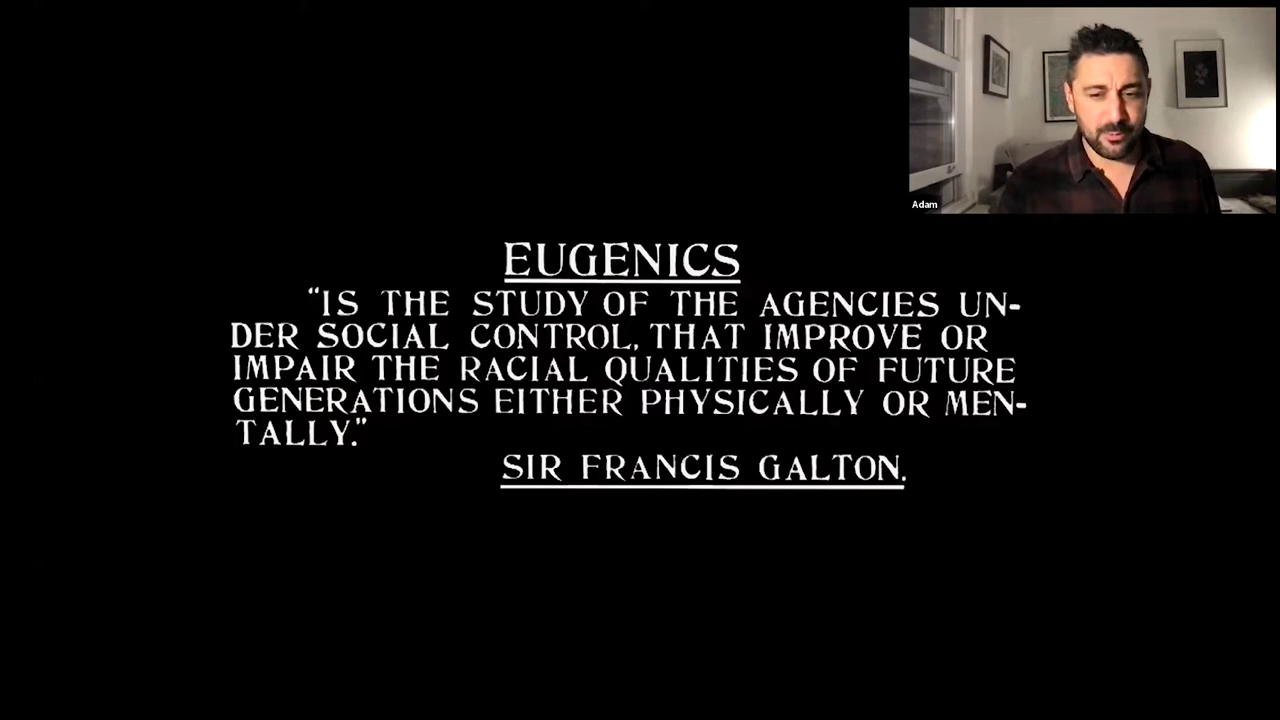 Adam
EUGENICS
“IS THE STUDY OF THE AGENCIES UN-
DER SOCIAL CONTROL, THAT IMPROVE OR
IMPAIR THE RACIAL QUALITIES OF FUTURE
GENERATIONS EITHER PHYSICALLY OR MEN-
TALLY.”
SIR FRANCIS GALTON.